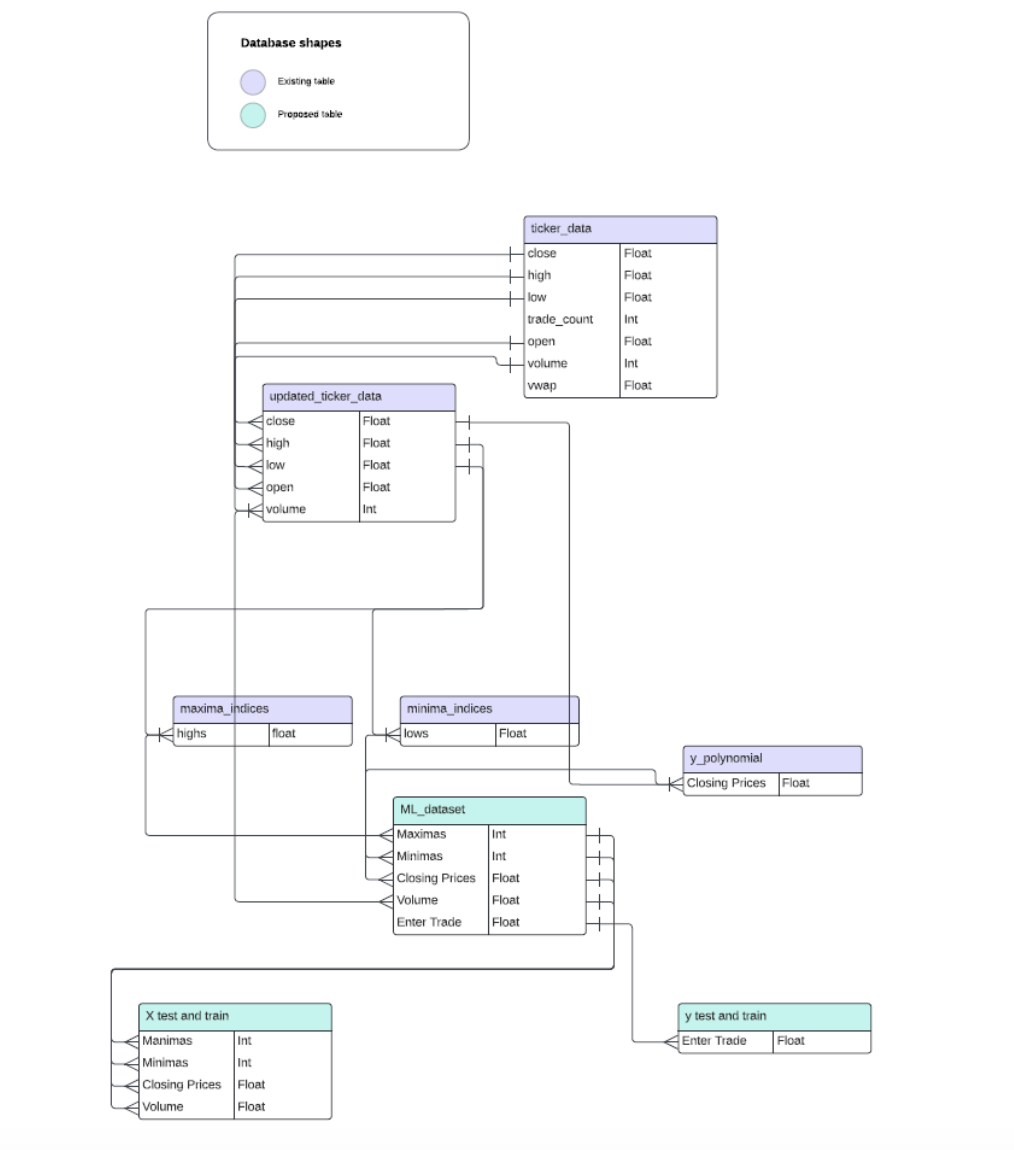 Database shapes
Existing table
Proposed table
ticker_data
close Float
high Float
low Float
trade_count Int
open Float
volume Int
vwap Float
updated_ticker_data
close Float
high Float
low Float
open Float
volume Int
maxima_indices
highs float
minima_indices
lows Float
y_polynomial
Closing Prices Float
ML_dataset
Maximas Int
Minimas Int
Closing Prices Float
Volume Float
Enter Trade Float
X test and train
Manimas Int
Minimas Int
Closing Prices Float
Volume Float
y test and train
Enter Trade Float